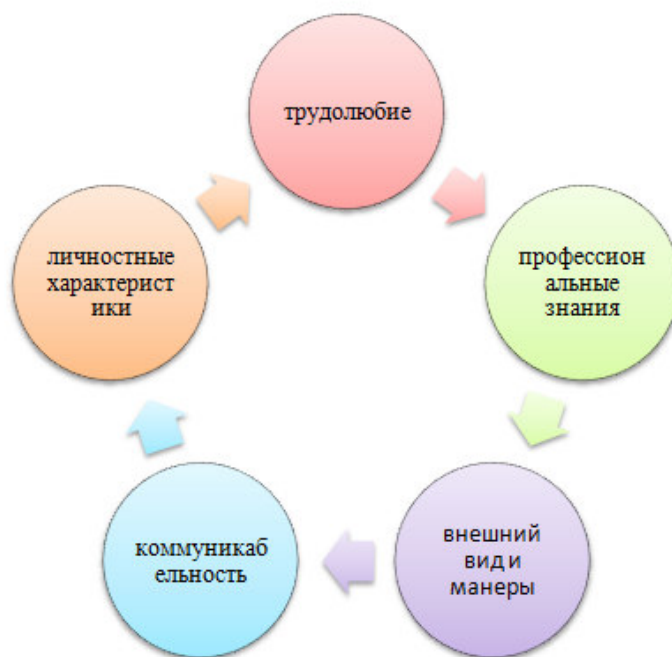 трудолюбие
профессион
альные
знания
внешний
вид и
манеры
коммуникаб
ельность
личностные
характерист
ики